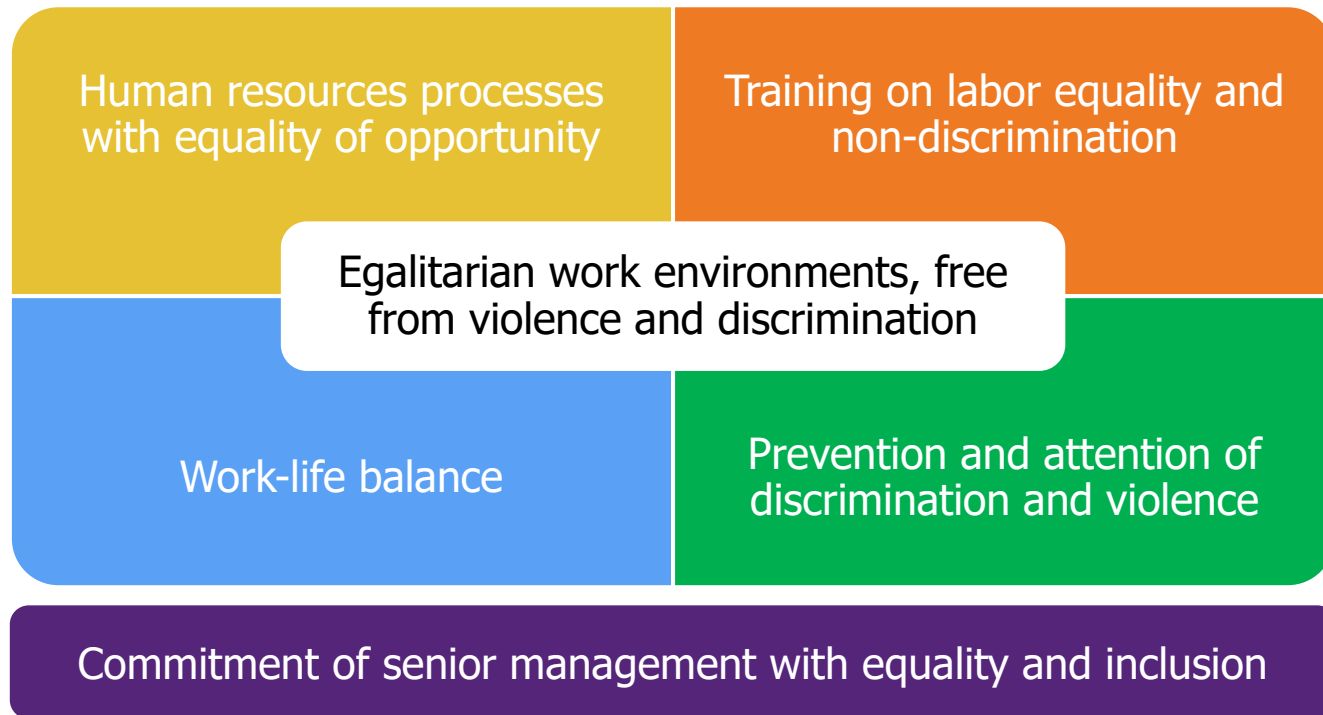 Human resources processes
with equality of opportunity
Training on labor equality and
non-discrimination
Egalitarian work environments, free
from violence and discrimination
Work-life balance
Prevention and attention of
discrimination and violence
Commitment of senior management with equality and inclusion